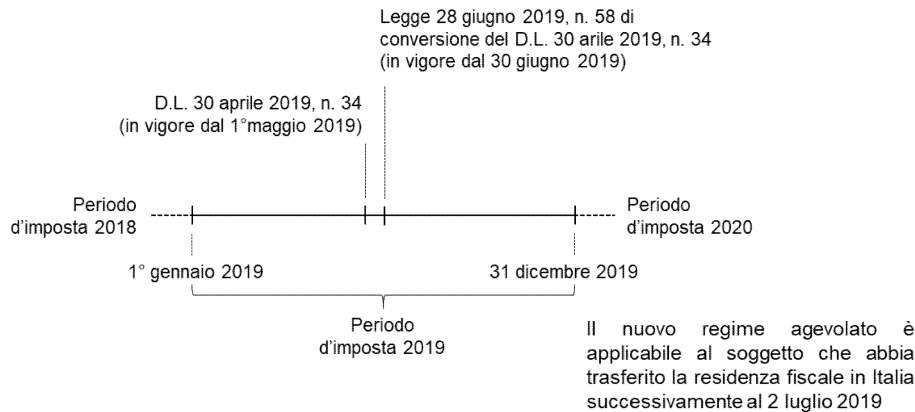 Legge 28 giugno 2019, n. 58 di
conversione del D.L. 30 arile 2019, n. 34
(in vigore dal 30 giugno 2019)
D.L. 30 aprile 2019, n. 34
(in vigore dal 1°maggio 2019)
Periodo
d'imposta 2018
Periodo
d'imposta 2020
1° gennaio 2019
31 dicembre 2019
Periodo
d'imposta 2019
Il nuovo regime agevolato è
applicabile al soggetto che abbia
trasferito la residenza fiscale in Italia
successivamente al 2 luglio 2019